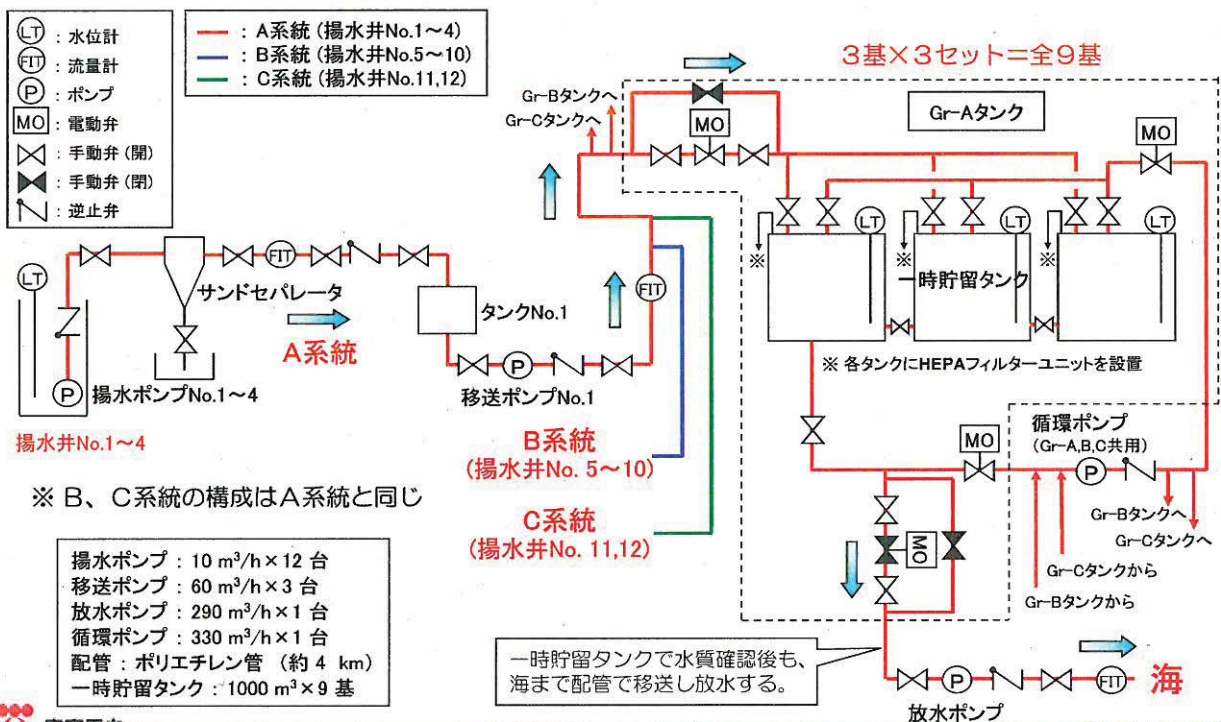 LT : 水位計
FIT : 流量計
P : ポンプ
MO : 電動弁
: 手動弁(開)
: 手動弁(閉)
: 逆止弁
: A系統 (揚水井No.1~4)
: B系統 (揚水井No.5~10)
: C系統 (揚水井No.11,12)
3基×3セット=全9基
Gr-Bタンクへ
Gr-Cタンクへ
MO
Gr-Aタンク
MO
LT
LT
LT
※
※
※
一時貯留タンク
※ 各タンクにHEPAフィルターユニットを設置
LT
P
FIT
サンドセパレータ
A系統
揚水ポンプNo.1~4
揚水井No.1~4
タンクNo.1
P
移送ポンプNo.1
FIT
B系統
(揚水井No. 5~10)
C系統
(揚水井No. 11,12)
※ B、C系統の構成はA系統と同じ
揚水ポンプ : 10 m³/h×12 台
移送ポンプ : 60 m³/h×3 台
放水ポンプ : 290 m³/h×1 台
循環ポンプ : 330 m³/h×1 台
配管 : ポリエチレン管 (約 4 km)
一時貯留タンク : 1000 m³×9 基
MO
循環ポンプ
(Gr-A,B,C共用)
P
Gr-Bタンクへ
Gr-Cタンクへ
Gr-Cタンクから
Gr-Bタンクから
MO
一時貯留タンクで水質確認後も、
海まで配管で移送し放水する。
P
FIT
海
放水ポンプ